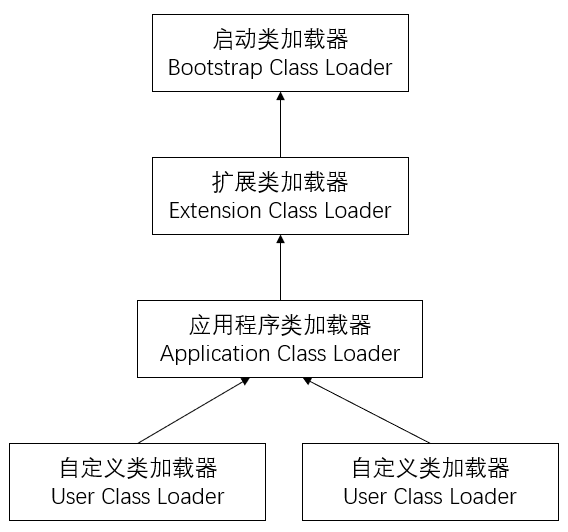 启动类加载器
Bootstrap Class Loader
扩展类加载器
Extension Class Loader
应用程序类加载器
Application Class Loader
自定义类加载器
User Class Loader
自定义类加载器
User Class Loader